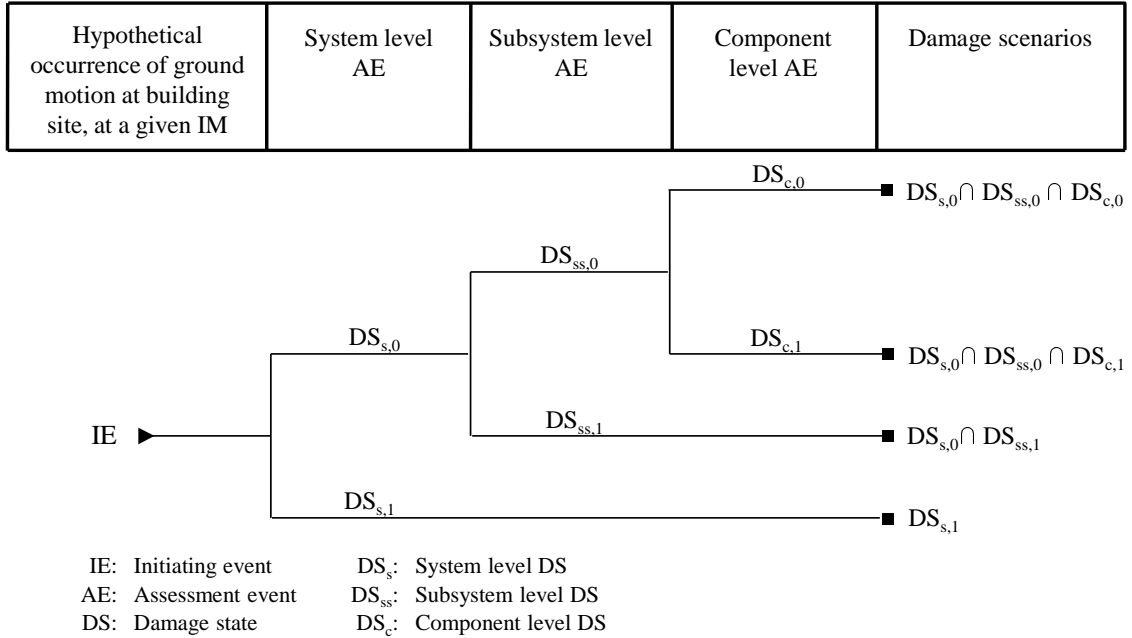 Hypothetical
occurrence of ground
motion at building
site, at a given IM
System level
AE
Subsystem level
AE
Component
level AE
Damage scenarios
DSc,0
DSs,0 ∩ DSss,0 ∩ DSc,0
DSss,0
DSs,0
DSc,1
DSs,0 ∩ DSss,0 ∩ DSc,1
IE
DSss,1
DSs,0 ∩ DSss,1
DSs,1
DSs,1
IE: Initiating event DSs: System level DS
AE: Assessment event DSss: Subsystem level DS
DS: Damage state DSc: Component level DS